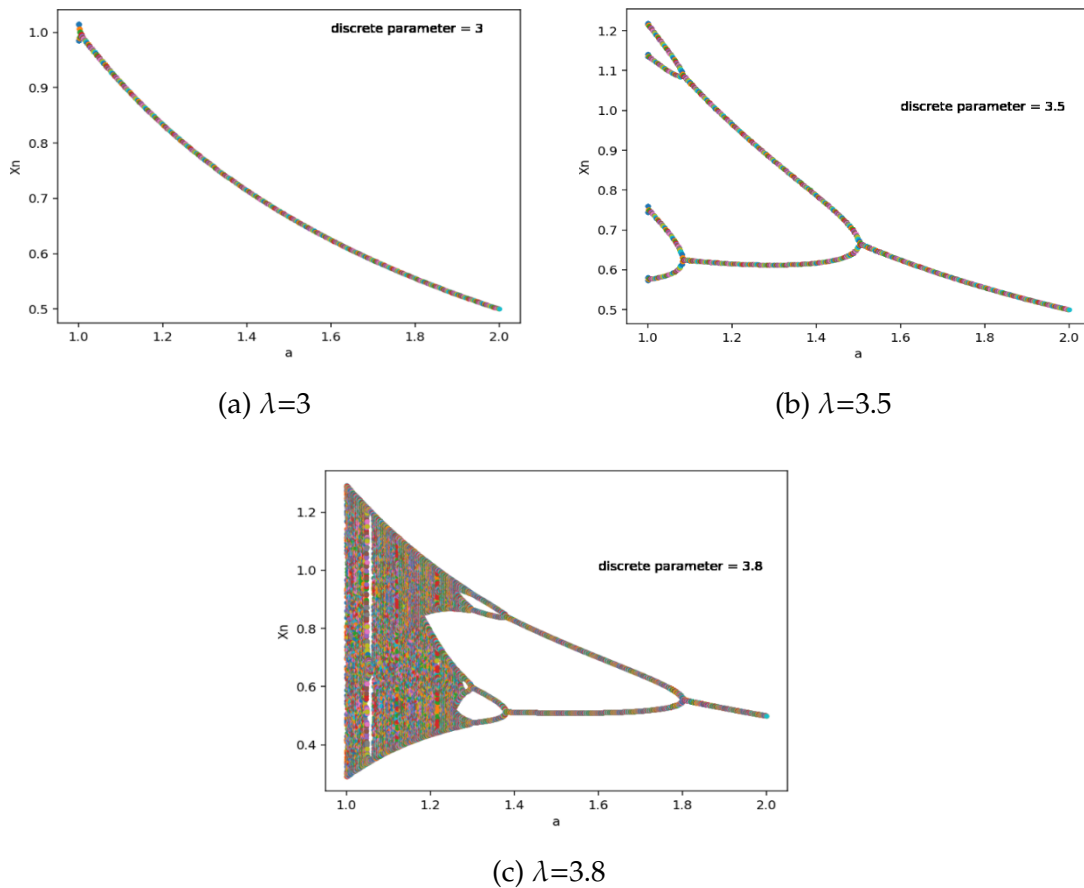 discrete parameter = 3
1.0
0.9
0.8
0.7
0.6
0.5
Xn
1.0 1.2 1.4 1.6 1.8 2.0
a
(a) λ=3
discrete parameter = 3.5
1.2
1.1
1.0
0.9
0.8
0.7
0.6
0.5
Xn
1.0 1.2 1.4 1.6 1.8 2.0
a
(b) λ=3.5
discrete parameter = 3.8
1.2
1.0
0.8
0.6
0.4
Xn
1.0 1.2 1.4 1.6 1.8 2.0
a
(c) λ=3.8